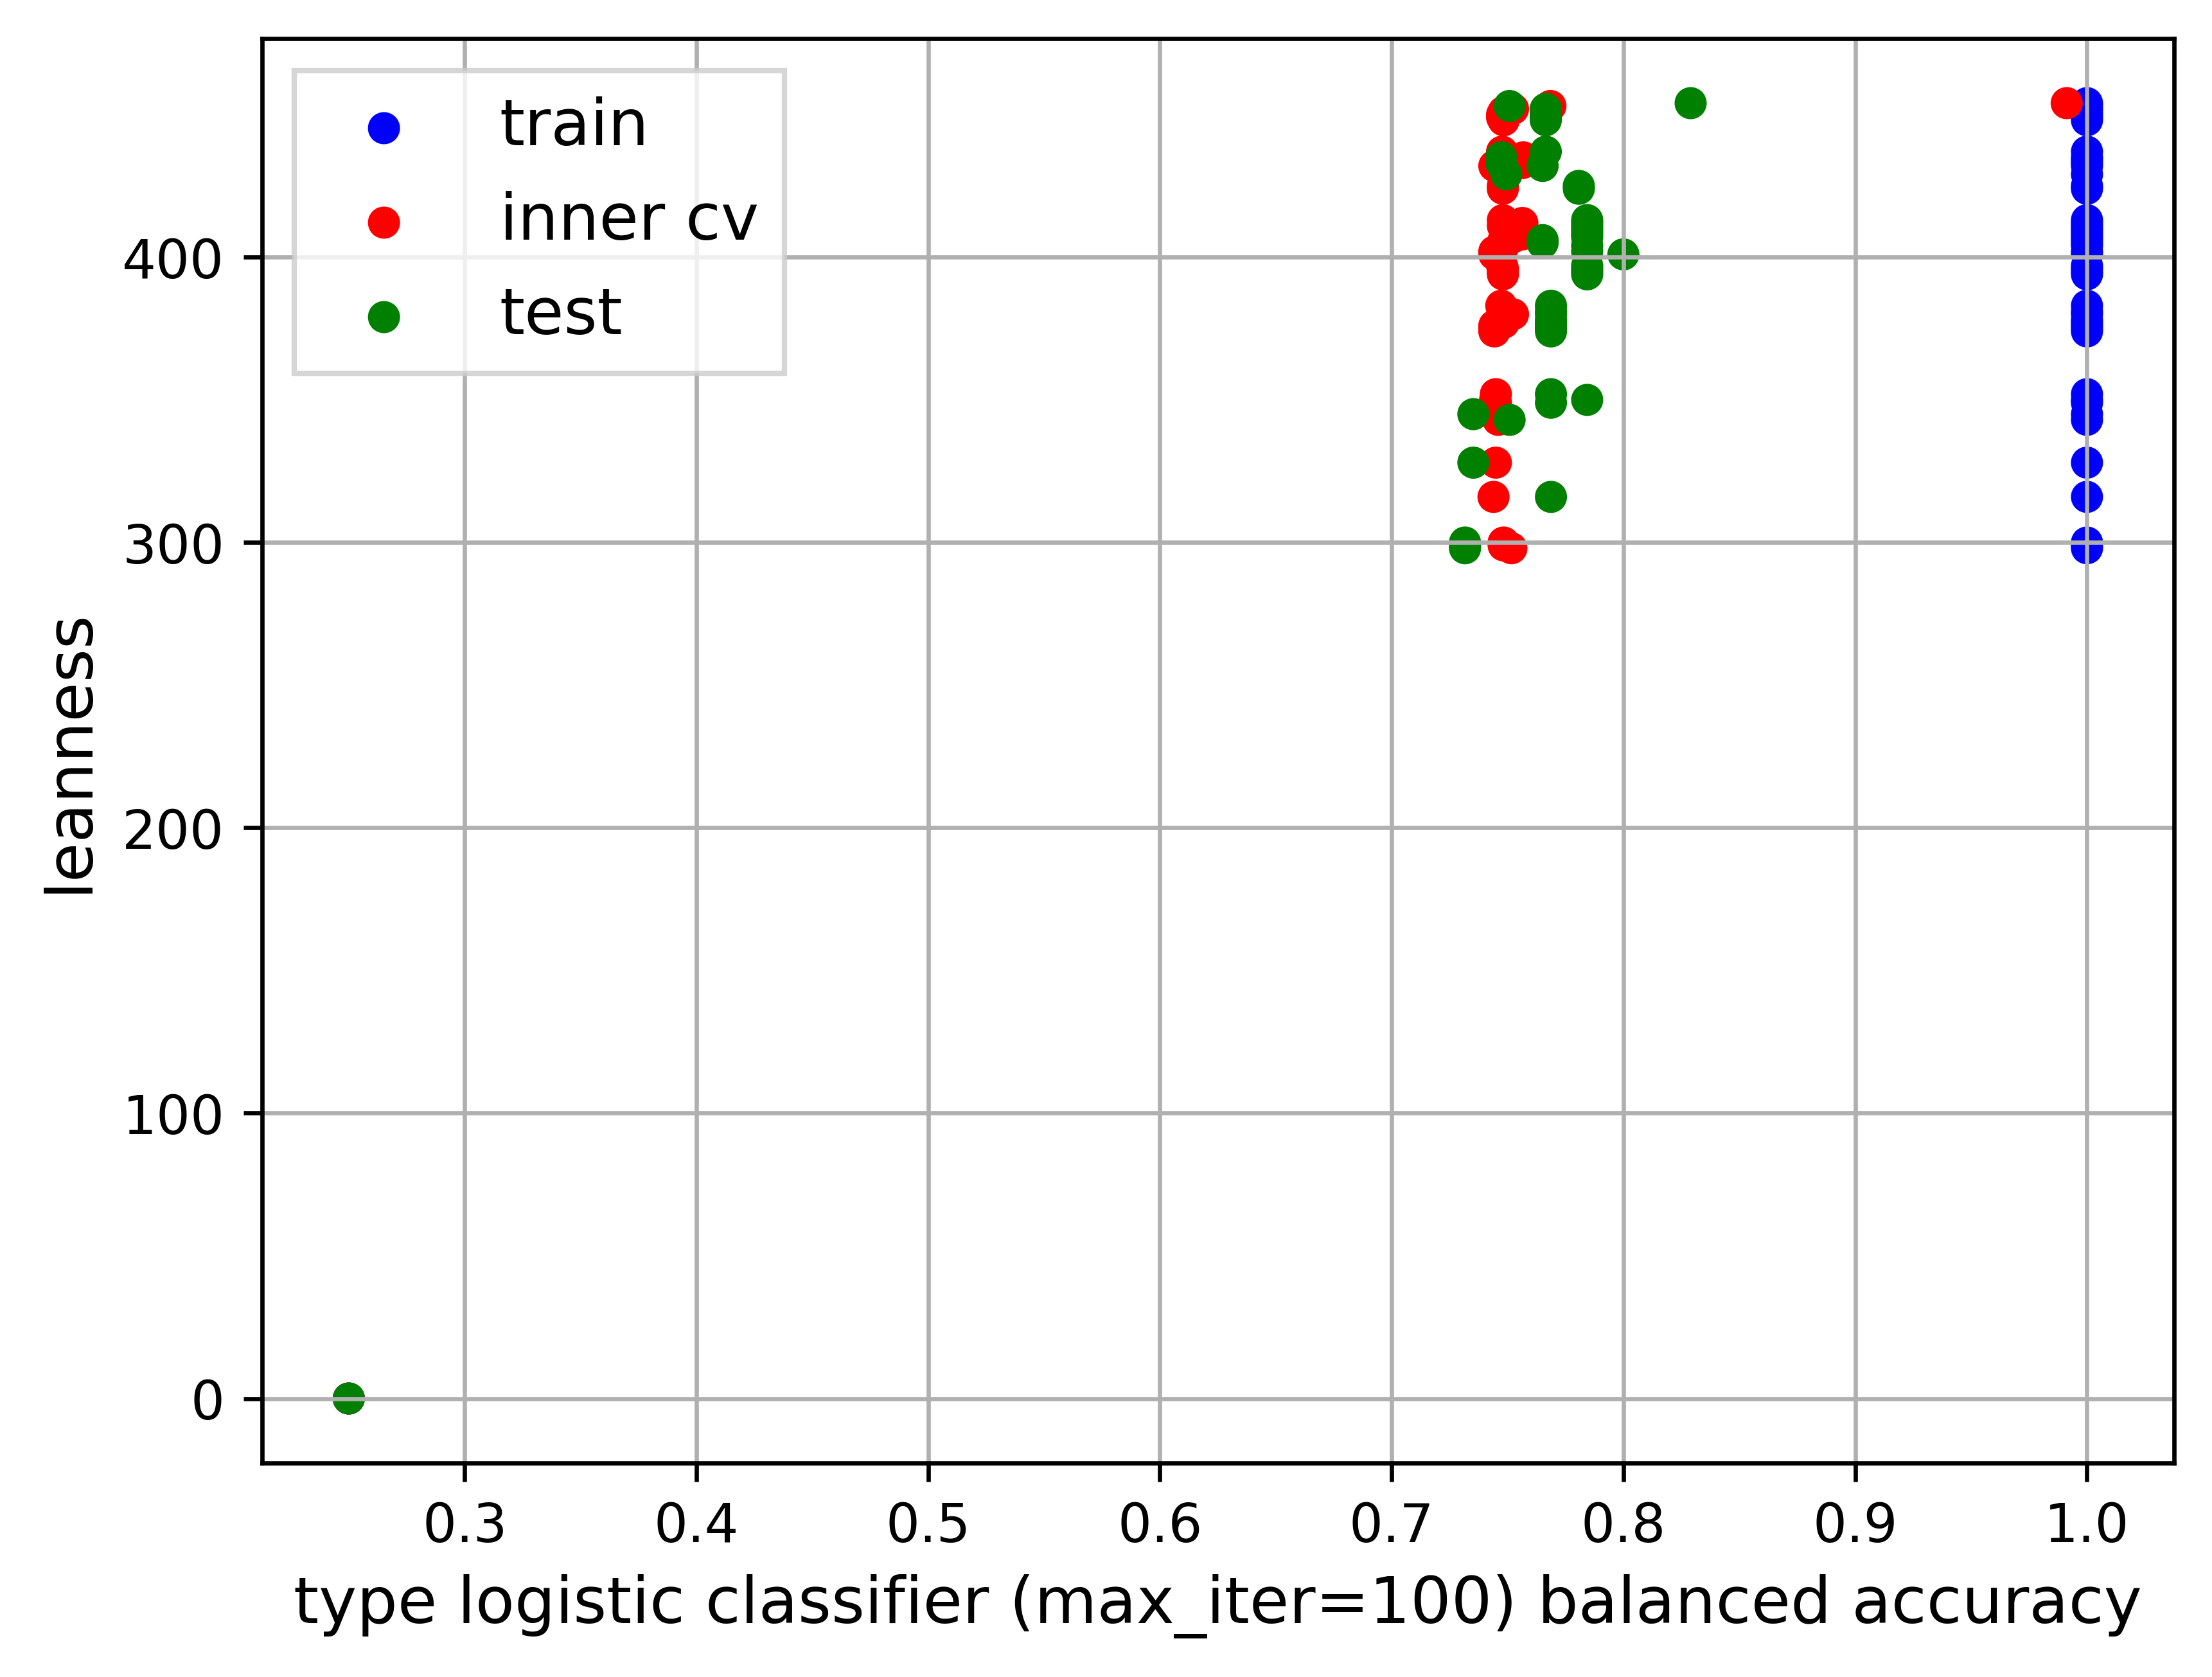 train
inner cv
test
400
300
200
100
0
leanness
0.3 0.4 0.5 0.6 0.7 0.8 0.9 1.0
type logistic classifier (max_iter=100) balanced accuracy